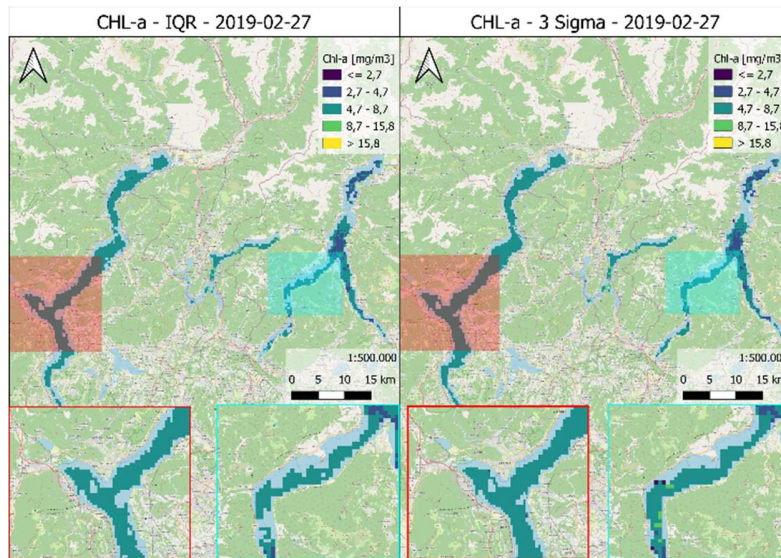 CHL-a - IQR - 2019-02-27
Chl-a [mg/m3]
<= 2,7
2,7 - 4,7
4,7 - 8,7
8,7 - 15,8
> 15,8
1:500.000
0 5 10 15 km
CHL-a - 3 Sigma - 2019-02-27
Chl-a [mg/m3]
<= 2,7
2,7 - 4,7
4,7 - 8,7
8,7 - 15,8
> 15,8
1:500.000
0 5 10 15 km